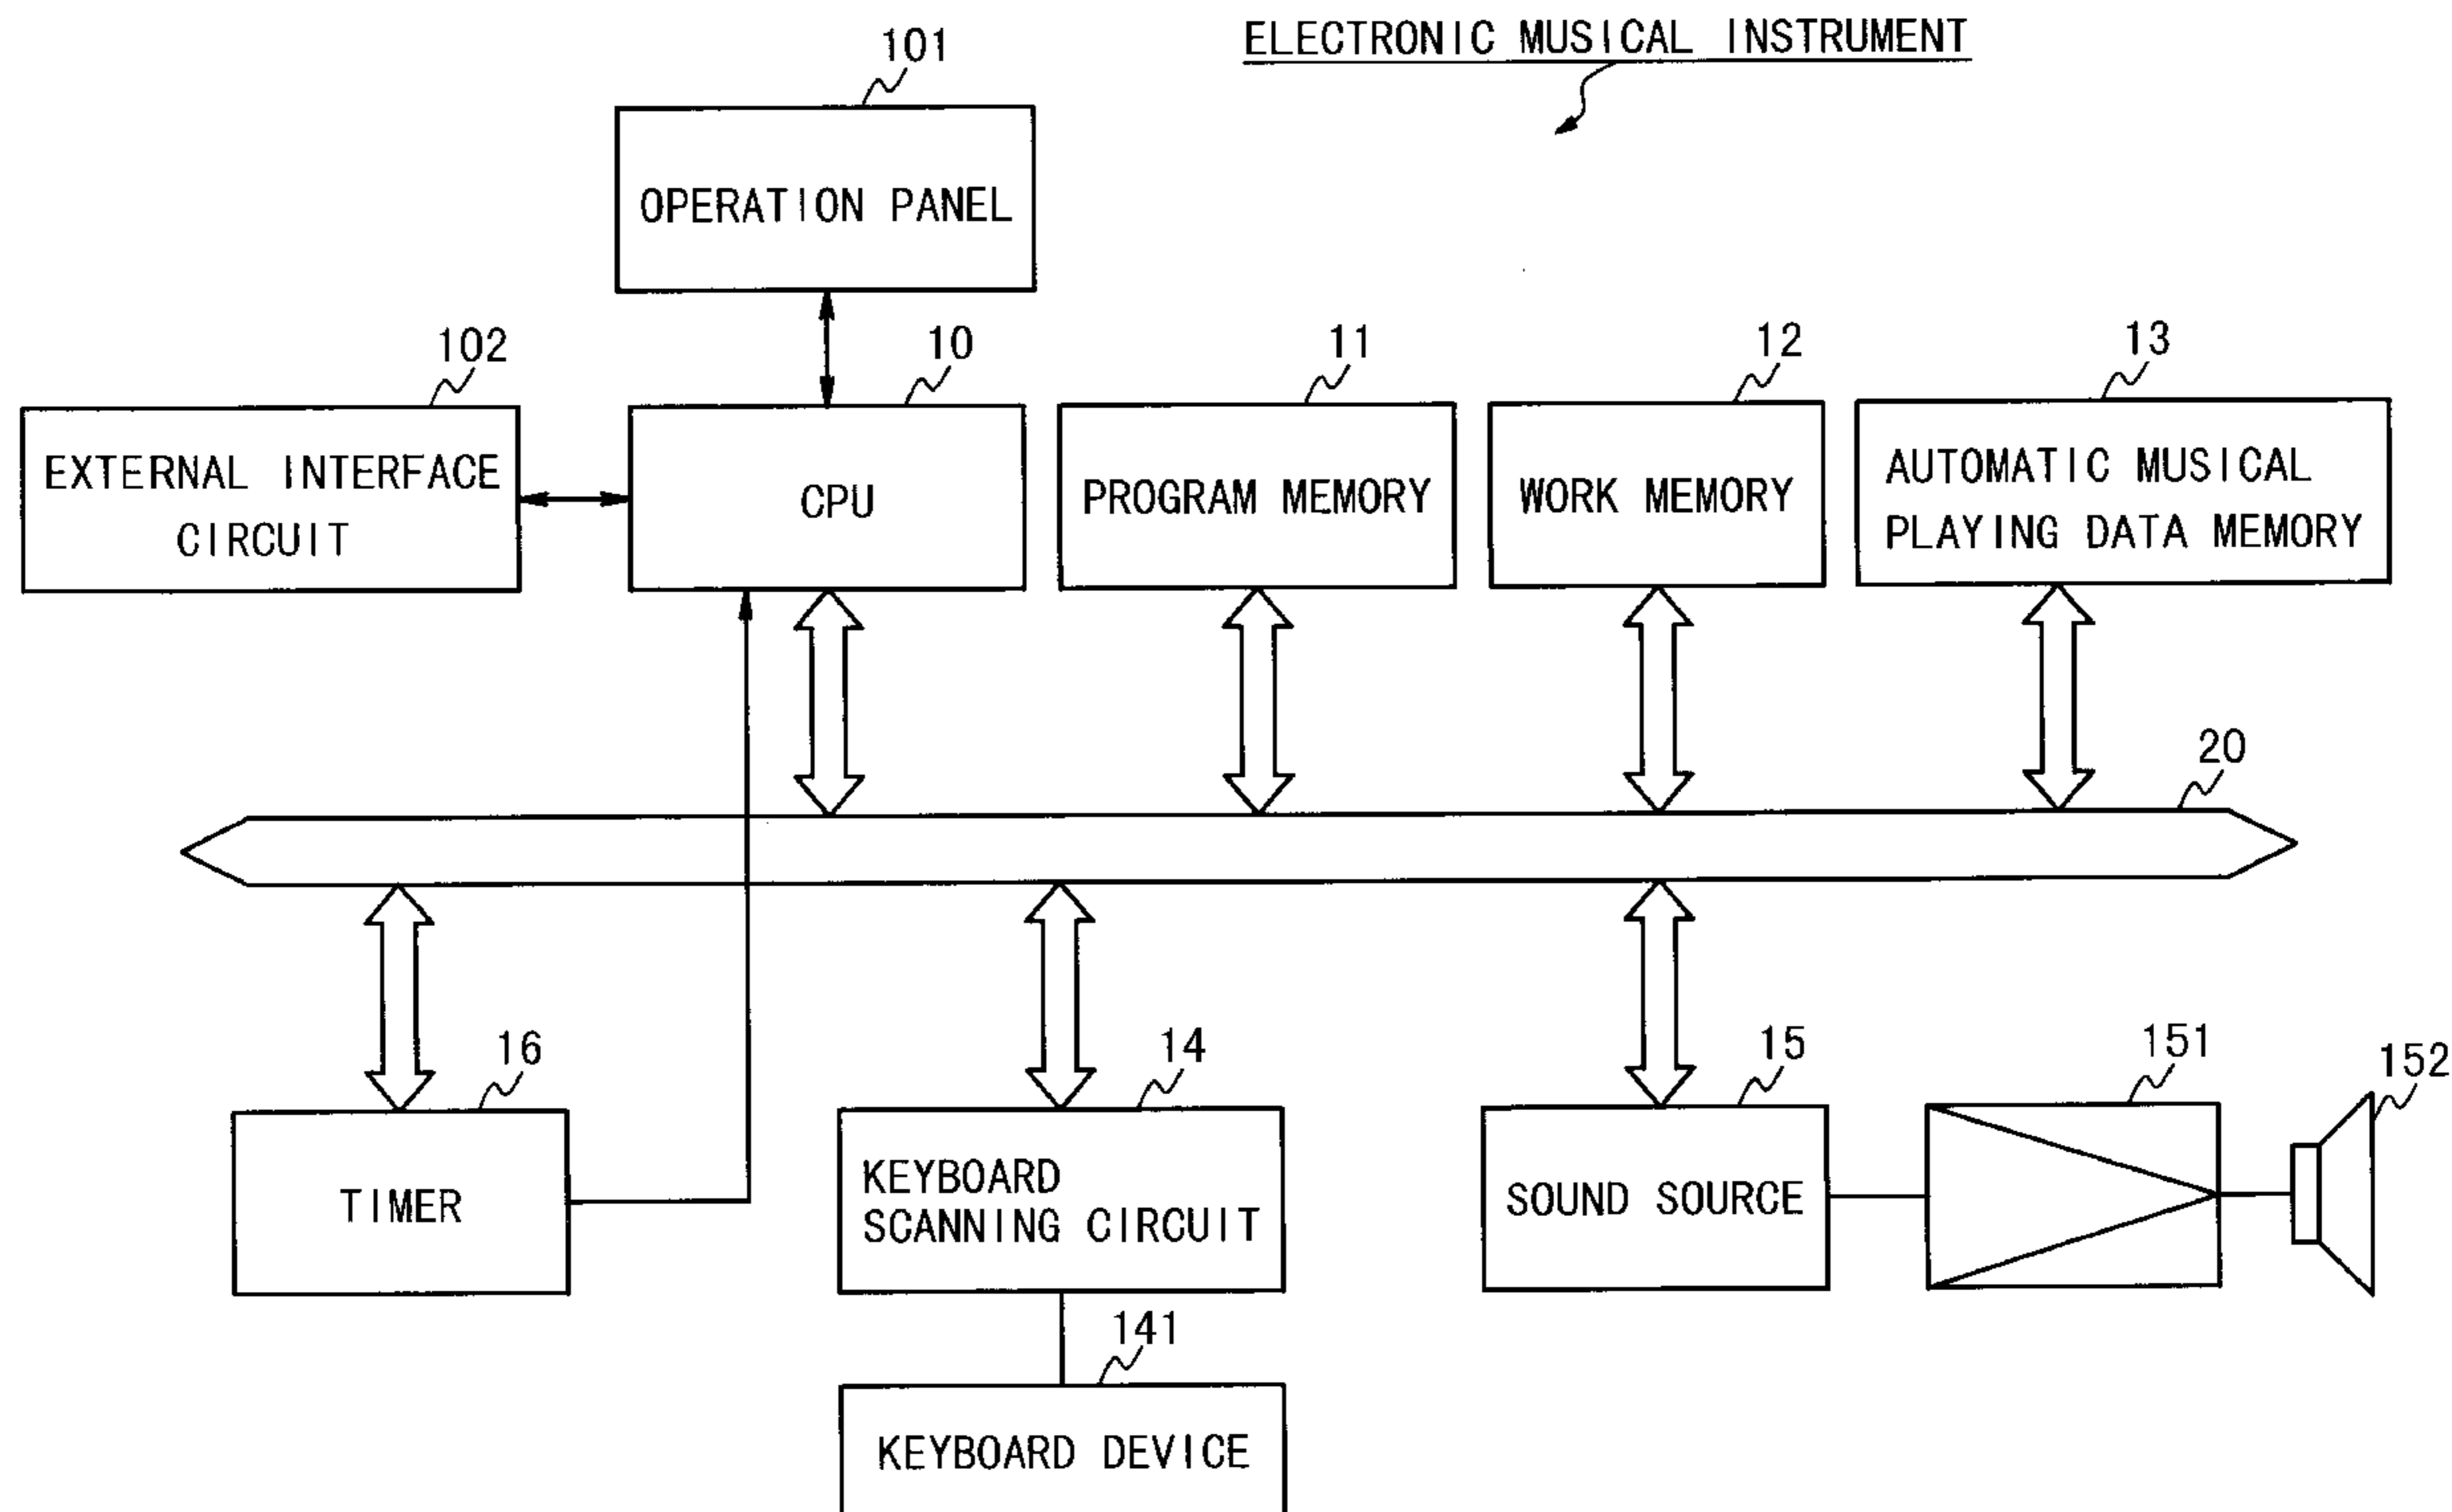 ELECTRONIC MUSICAL INSTRUMENT
101
OPERATION PANEL
102
10
11
12
13
EXTERNAL INTERFACE
CIRCUIT
CPU
PROGRAM MEMORY
WORK MEMORY
AUTOMATIC MUSICAL
PLAYING DATA MEMORY
20
16
14
15
151
152
TIMER
KEYBOARD
SCANNING CIRCUIT
SOUND SOURCE
141
KEYBOARD DEVICE